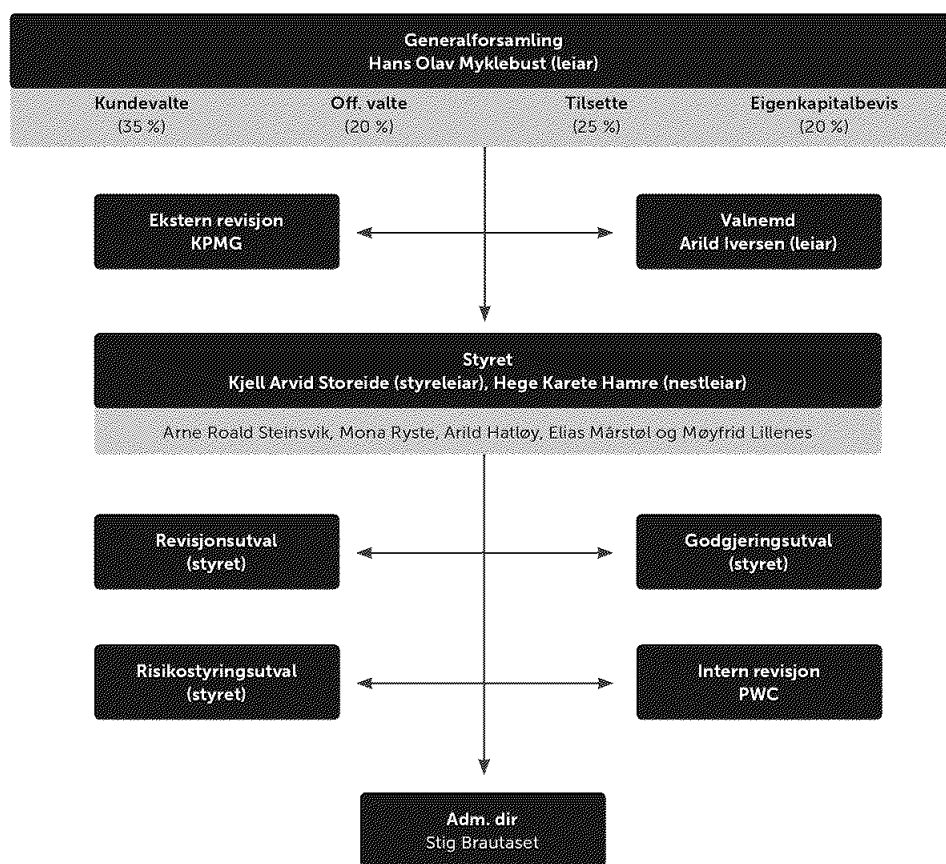 Generalforsamling
Hans Olav Myklebust (leiar)
Kundevalte
(35 %)
Off. valte
(20 %)
Tilsette
(25 %)
Eigenkapitalbevis
(20 %)
Ekstern revisjon
KPMG
Valnemd
Arild Iversen (leiar)
Styret
Kjell Arvid Storeide (styreleiar), Hege Karete Hamre (nestleiar)
Arne Roald Steinsvik, Mona Ryste, Arild Hatløy, Elias Mårstøl og Møyfrid Lillenes
Revisjonsutval
(styret)
Godgjeringsutval
(styret)
Risikostyringsutval
(styret)
Intern revisjon
PWC
Adm. dir
Stig Brautaset